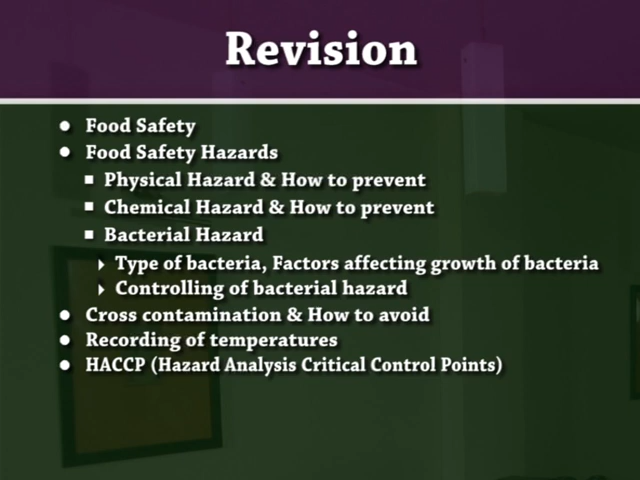 Revision
Food Safety
Food Safety Hazards
Physical Hazard & How to prevent
Chemical Hazard & How to prevent
Bacterial Hazard
Type of bacteria, Factors affecting growth of bacteria
Controlling of bacterial hazard
Cross contamination & How to avoid
Recording of temperatures
HACCP (Hazard Analysis Critical Control Points)